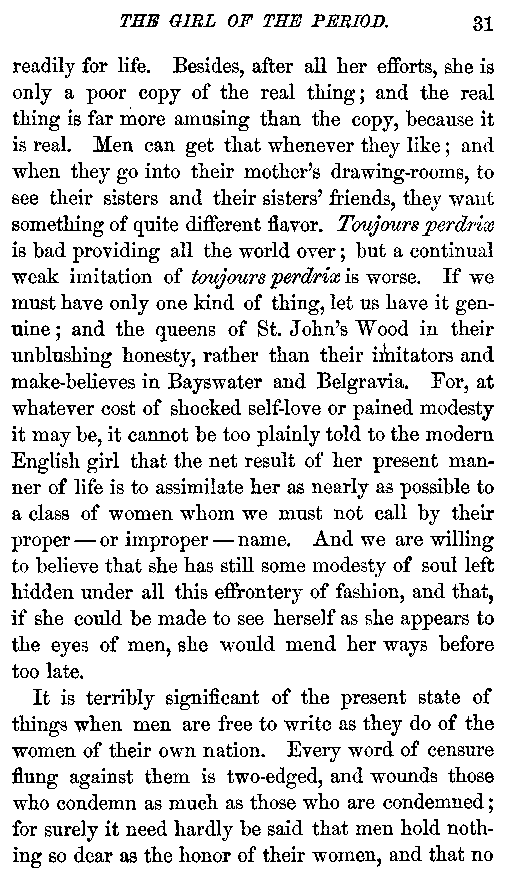 THE GIRL OF THE PERIOD. 31
readily for life. Besides, after all her efforts, she is
only a poor copy of the real thing; and the real
thing is far more amusing than the copy, because it
is real. Men can get that whenever they like; and
when they go into their mother's drawing-rooms, to
see their sisters and their sisters' friends, they want
something of quite different flavor. Toujours perdrix
is bad providing all the world over; but a continual
weak imitation of toujours perdrix is worse. If we
must have only one kind of thing, let us have it gen-
uine; and the queens of St. John's Wood in their
unblushing honesty, rather than their imitators and
make-believes in Bayswater and Belgravia. For, at
whatever cost of shocked self-love or pained modesty
it may be, it cannot be too plainly told to the modern
English girl that the net result of her present man-
ner of life is to assimilate her as nearly as possible to
a class of women whom we must not call by their
proper — or improper — name. And we are willing
to believe that she has still some modesty of soul left
hidden under all this effrontery of fashion, and that,
if she could be made to see herself as she appears to
the eyes of men, she would mend her ways before
too late.
It is terribly significant of the present state of
things when men are free to write as they do of the
women of their own nation. Every word of censure
flung against them is two-edged, and wounds those
who condemn as much as those who are condemned;
for surely it need hardly be said that men hold noth-
ing so dear as the honor of their women, and that no